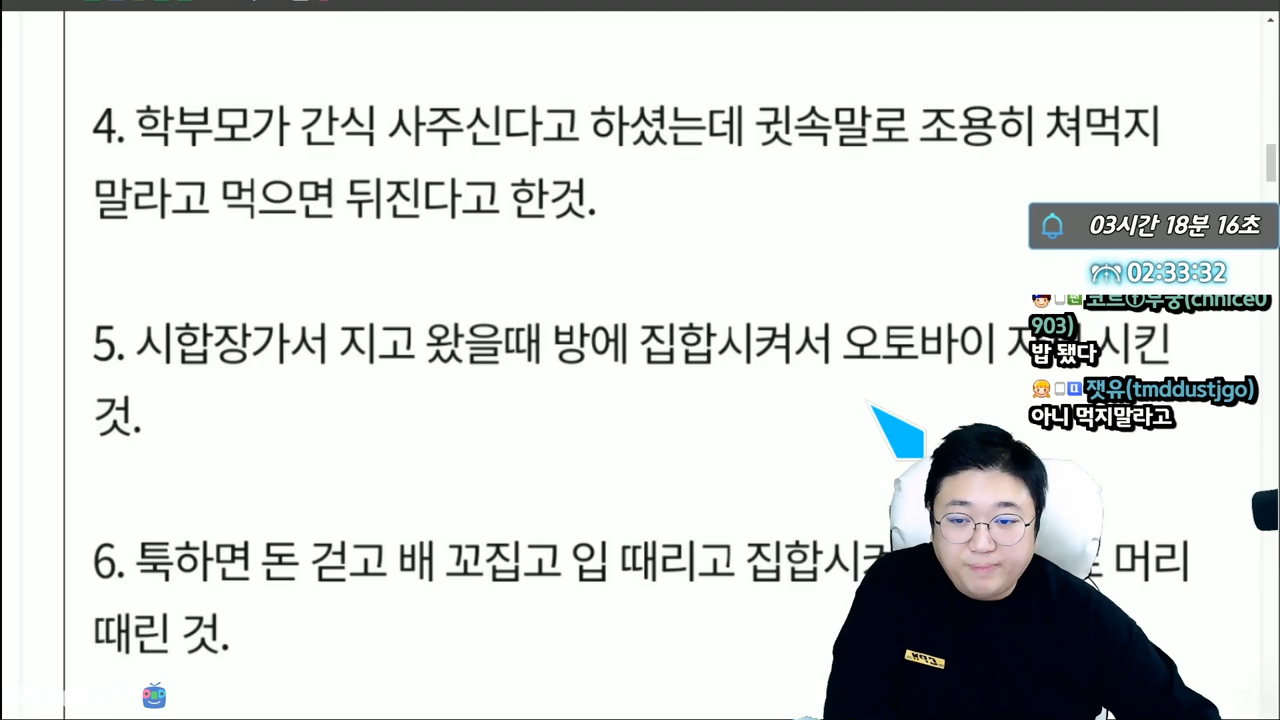 4. 학부모가 간식 사주신다고 하셨는데 귓속말로 조용히 쳐먹지
말라고 먹으면 뒤진다고 한것.
03시간 18분 16초
02:33:32
903)
밥 됐다
5. 시합장가서 지고 왔을때 방에 집합시켜서 오토바이 시킨
것.
잿유(tmddustjgo)
아니 먹지말라고
6. 툭하면 돈 걷고 배 꼬집고 입 때리고 머리
때린 것.